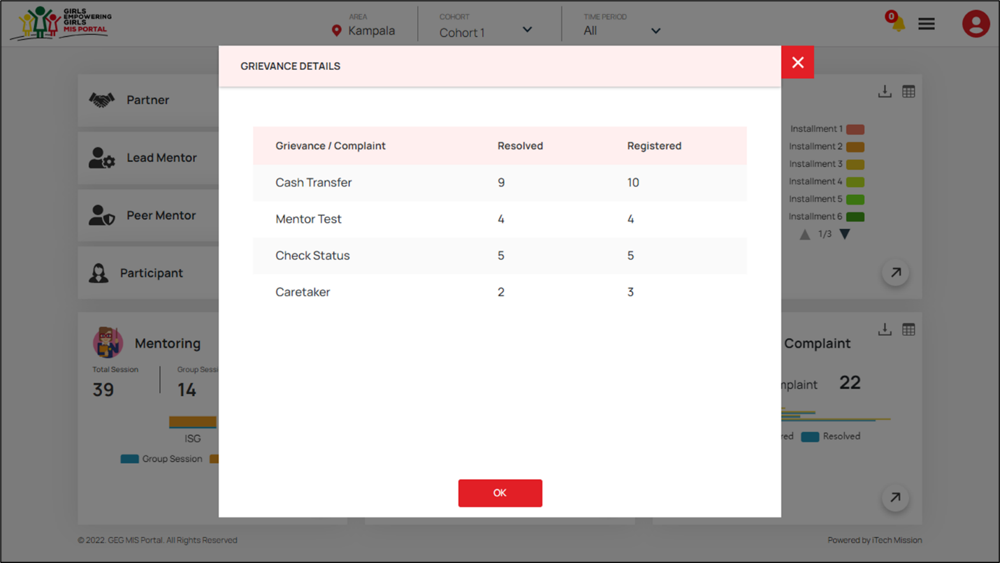 GIRLS
EMPOWERING
GIRLS
MIS PORTAL
AREA
Kampala
COHORT
Cohort 1
TIME PERIOD
All
0
GRIEVANCE DETAILS
Grievance / Complaint Resolved Registered
Cash Transfer 9 10
Mentor Test 4 4
Check Status 5 5
Caretaker 2 3
OK
Partner
Lead Mentor
Peer Mentor
Participant
Installment 1
Installment 2
Installment 3
Installment 4
Installment 5
Installment 6
1/3
Mentoring
Total Session
39
Group Sessi
14
ISG
Group Session
Complaint
mplaint 22
red Resolved
© 2022. GEG MIS Portal. All Rights Reserved
Powered by iTech Mission